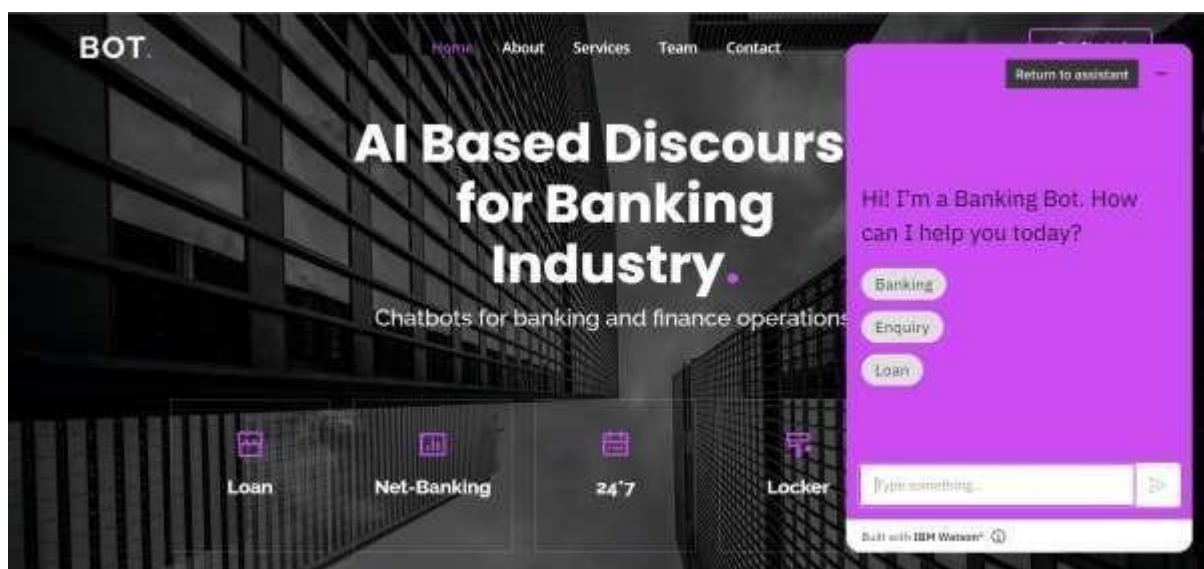 BOT.
Home About Services Team Contact
Return to assistant
AI Based Discours
for Banking
Industry.
Chatbots for banking and finance operations
Loan
Net-Banking
24*7
Locker
Hi! I'm a Banking Bot. How
can I help you today?
Banking
Enquiry
Loan
Type something...
Built with IBM Watson®